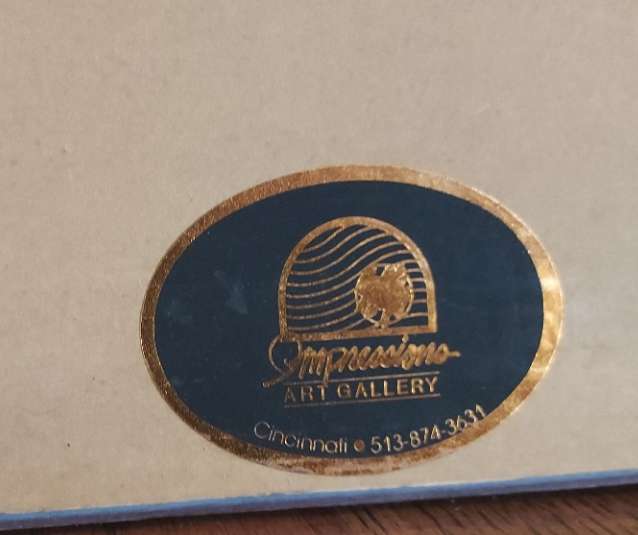 Impressions
ART GALLERY
Cincinnati • 513-874-3631